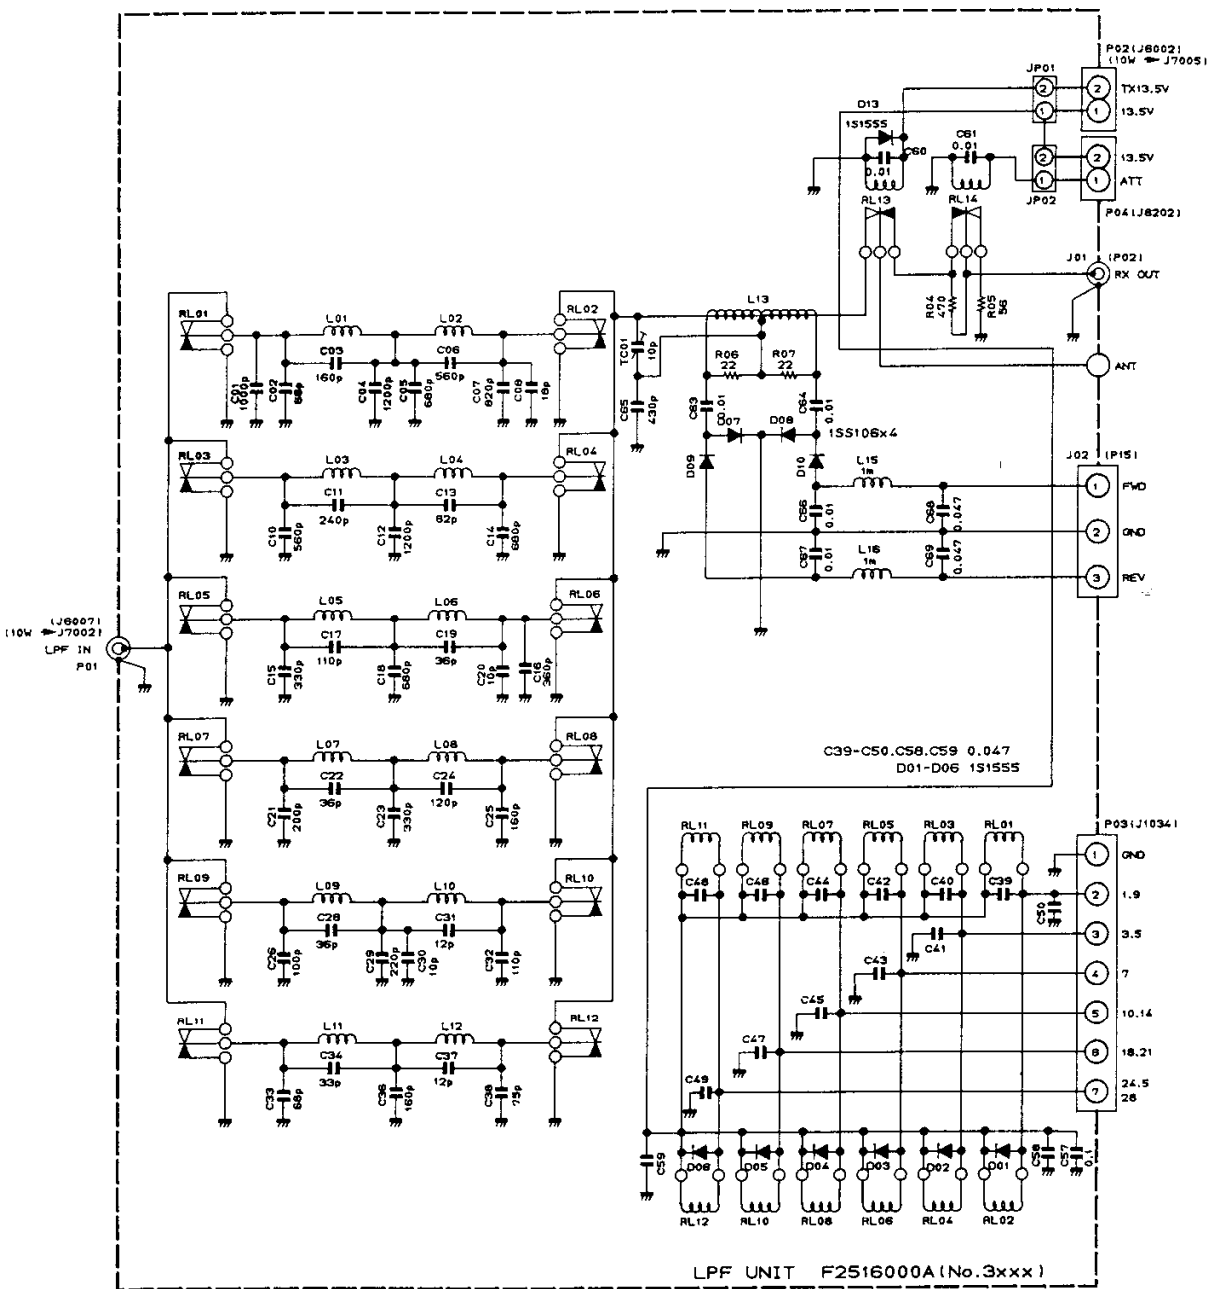 P02(J6002)
(10W ➨ J7005)
JP01
2 2 TX13.5V
1 1 13.5V
D13
1S1555
C60
0.01
C61
0.01
2 2 13.5V
1 1 ATT
JP02
P04(J8202)
RL13
RL14
J01 (P02)
RX OUT
R04
470
R05
56
ANT
L13
TC01
10p
C65
430p
R06
22
R07
22
C63
0.01
C64
0.01
D07
D08
1SS106x4
D09
D10
L15
1m
J02 (P15)
1 FWD
C66
0.01
C68
0.047
2 GND
C67
0.01
C69
0.047
L16
1m
3 REV
RL01
L01
L02
RL02
C03
160p
C06
560p
C01
1000p
C02
C04
1200p
C05
680p
C07
820p
C08
18p
RL03
L03
L04
RL04
C11
240p
C13
82p
C10
560p
C12
1200p
C14
680p
RL05
L05
L06
RL06
C17
110p
C19
36p
C15
330p
C18
680p
C20
10p
C16
360p
(J6007)
(10W ➨ J7002)
LPF IN
P01
RL07
L07
L08
RL08
C22
36p
C24
120p
C21
200p
C23
330p
C25
160p
RL09
L09
L10
RL10
C28
36p
C31
12p
C26
100p
C29
220p
C30
10p
C32
110p
RL11
L11
L12
RL12
C34
33p
C37
12p
C33
68p
C36
160p
C38
75p
C39-C50.C58.C59 0.047
D01-D06 1S1555
RL11 RL09 RL07 RL05 RL03 RL01
P03(J1034)
1 GND
C48 C48 C44 C42 C40 C39
C50
2 1.9
C41
3 3.5
C43
4 7
C45
5 10.14
C47
6 18.21
C49
7 24.5
28
C59
D06 D05 D04 D03 D02 D01
C58
C57
0.1
RL12 RL10 RL08 RL06 RL04 RL02
LPF UNIT F2516000A(No.3xxx)